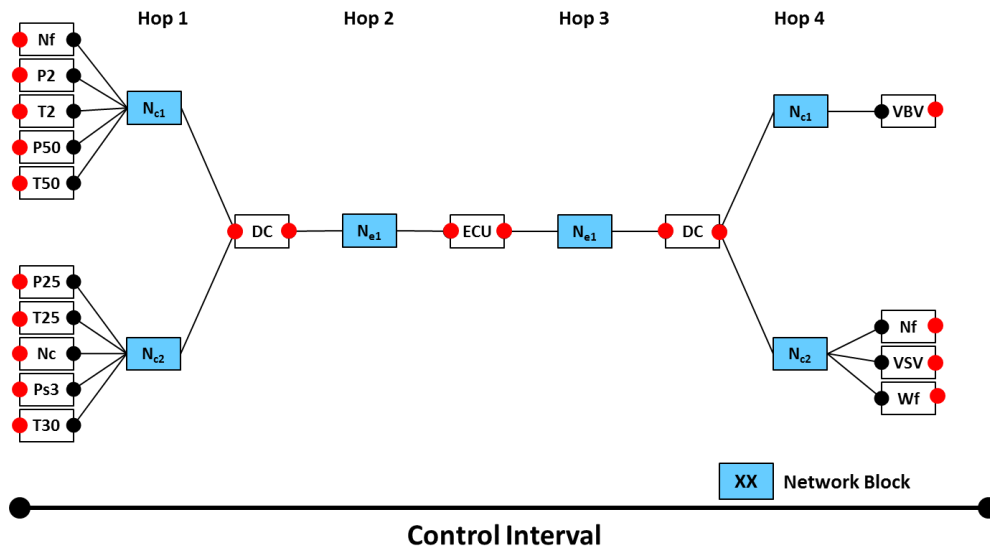 Hop 1
Hop 2
Hop 3
Hop 4
Nf
P2
T2
P50
T50
Nc1
Nc1
VBV
DC
Ne1
ECU
Ne1
DC
P25
T25
Nc
Ps3
T30
Nc2
Nc2
Nf
VSV
Wf
XX
Network Block
Control Interval